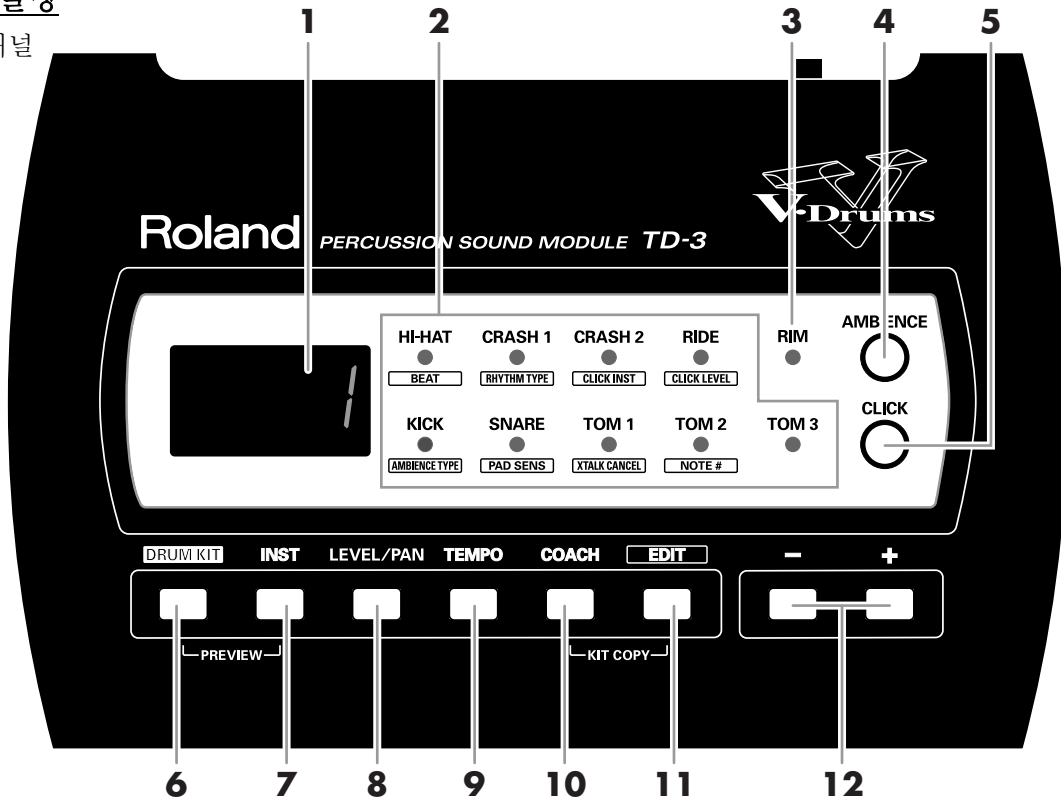 1 2 3 4 5
Roland PERCUSSION SOUND MODULE TD-3
V-Drums
HI-HAT CRASH 1 CRASH 2 RIDE RIM AMBIENCE
BEAT RHYTHM TYPE CLICK INST CLICK LEVEL
KICK SNARE TOM 1 TOM 2 TOM 3 CLICK
AMBIENCE TYPE PAD SENS XTALK CANCEL NOTE #
1
DRUM KIT INST LEVEL/PAN TEMPO COACH EDIT − +
PREVIEW KIT COPY
6 7 8 9 10 11 12